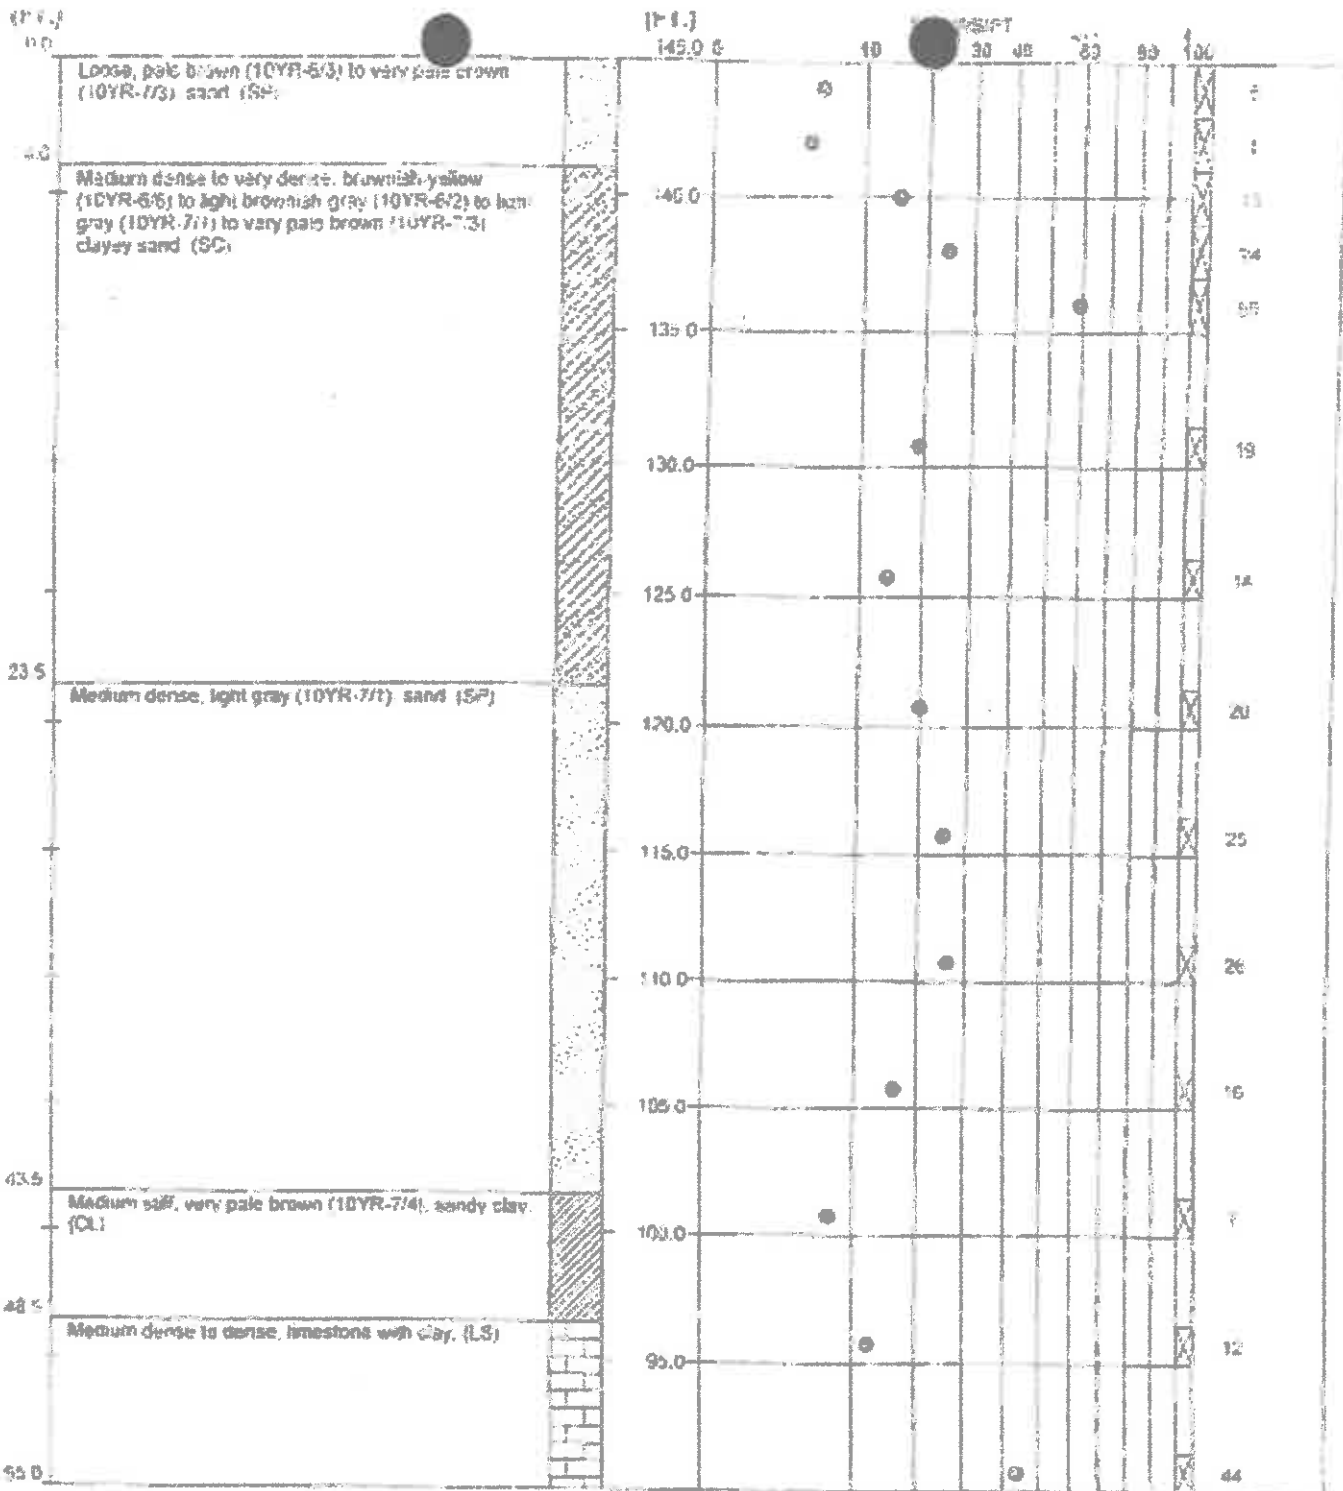 (FT.)
(FT.)
0.0
145.0 0
10
30
60
100
Loose, pale brown (10YR-6/3) to very pale brown
(10YR-7/3) sand (SP)
Medium dense to very dense, brownish-yellow
(10YR-6/6) to light brownish gray (10YR-6/2) to light
gray (10YR-7/1) to very pale brown (10YR-7/3)
clayey sand (SC)
140.0
24
135.0
130.0
19
125.0
14
23.5
Medium dense, light gray (10YR-7/1) sand (SP)
120.0
20
115.0
25
110.0
26
105.0
16
43.5
Medium stiff, very pale brown (10YR-7/4), sandy clay
(CL)
100.0
7
48.5
Medium dense to dense, limestone with clay, (LS)
95.0
12
55.0
44